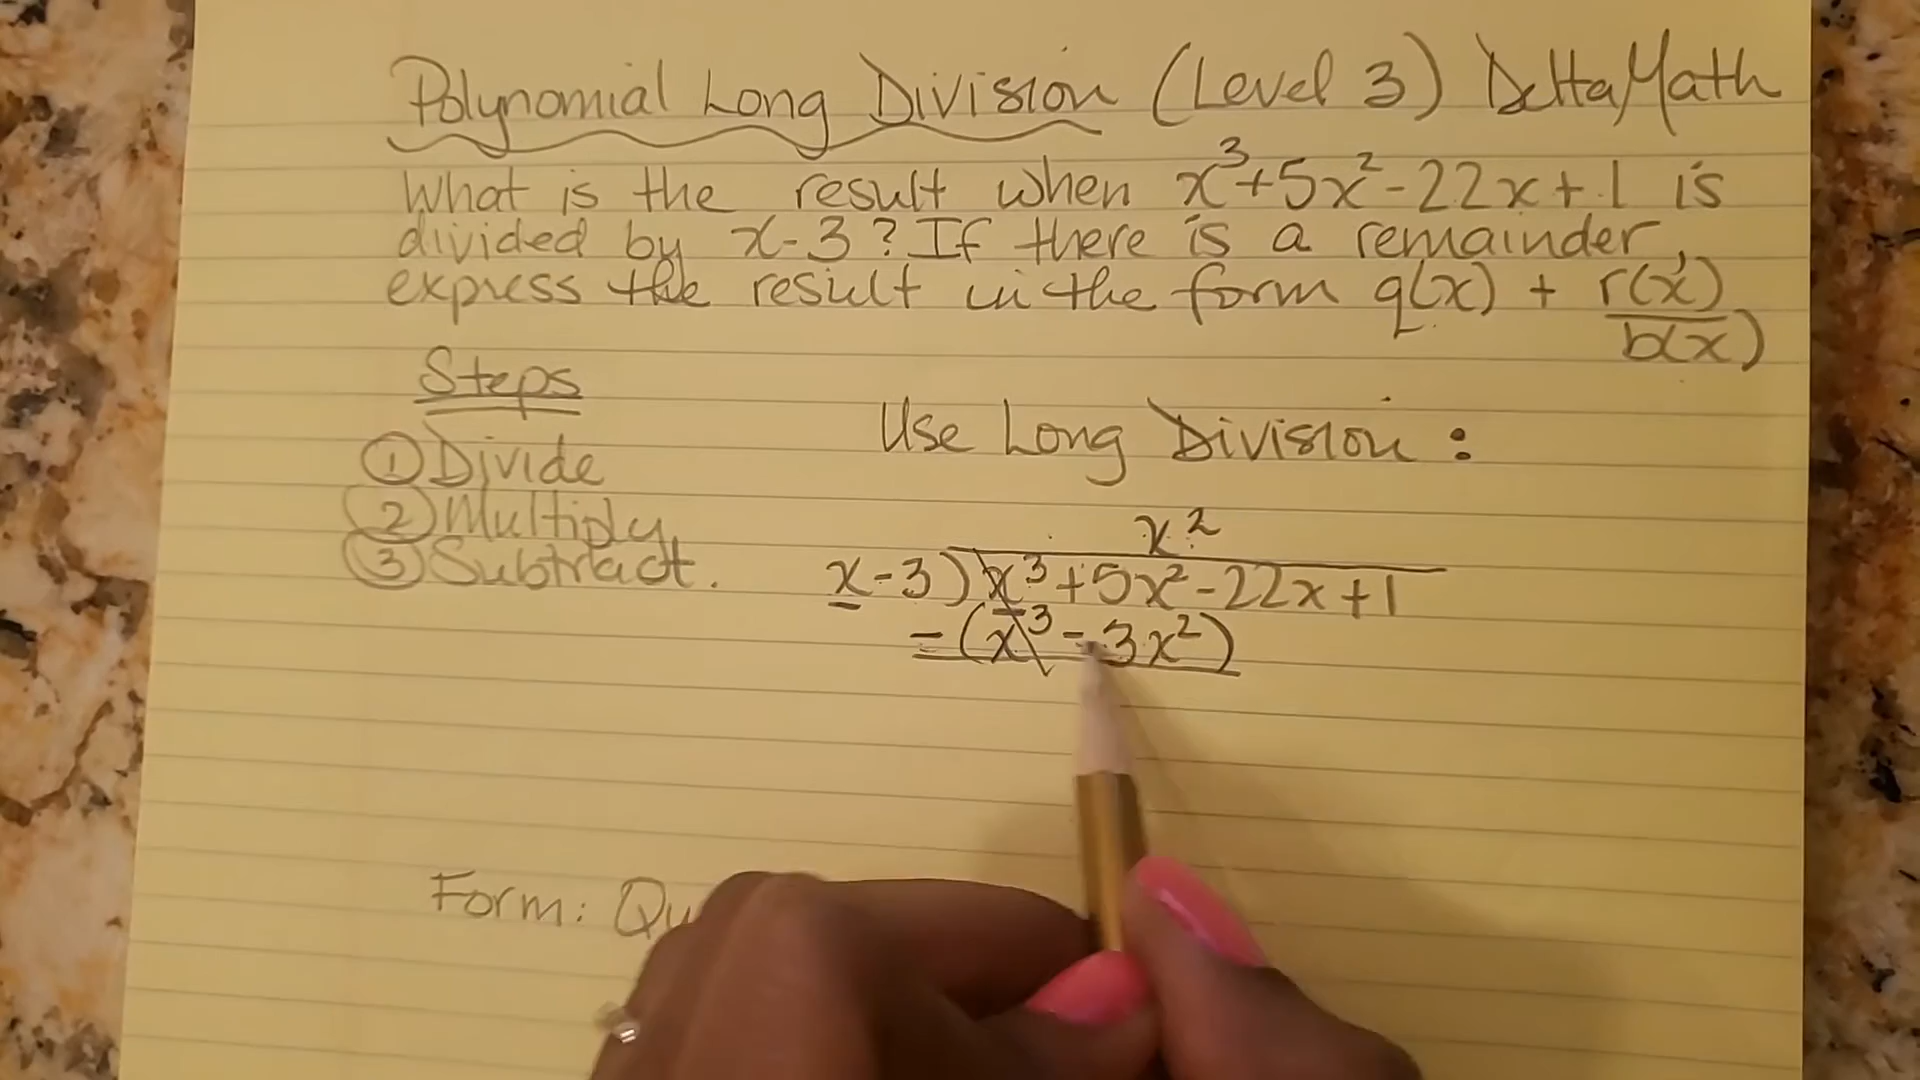 Polynomial Long Division (Level 3) DeltaMath
What is the result when x³+5x²-22x+1 is
divided by x-3? If there is a remainder,
express the result in the form q(x) + r(x)
b(x)
Steps
① Divide
② Multiply
③ Subtract.
Use Long Division:
x²
x-3)x³+5x²-22x+1
-(x³-3x²)
Form: